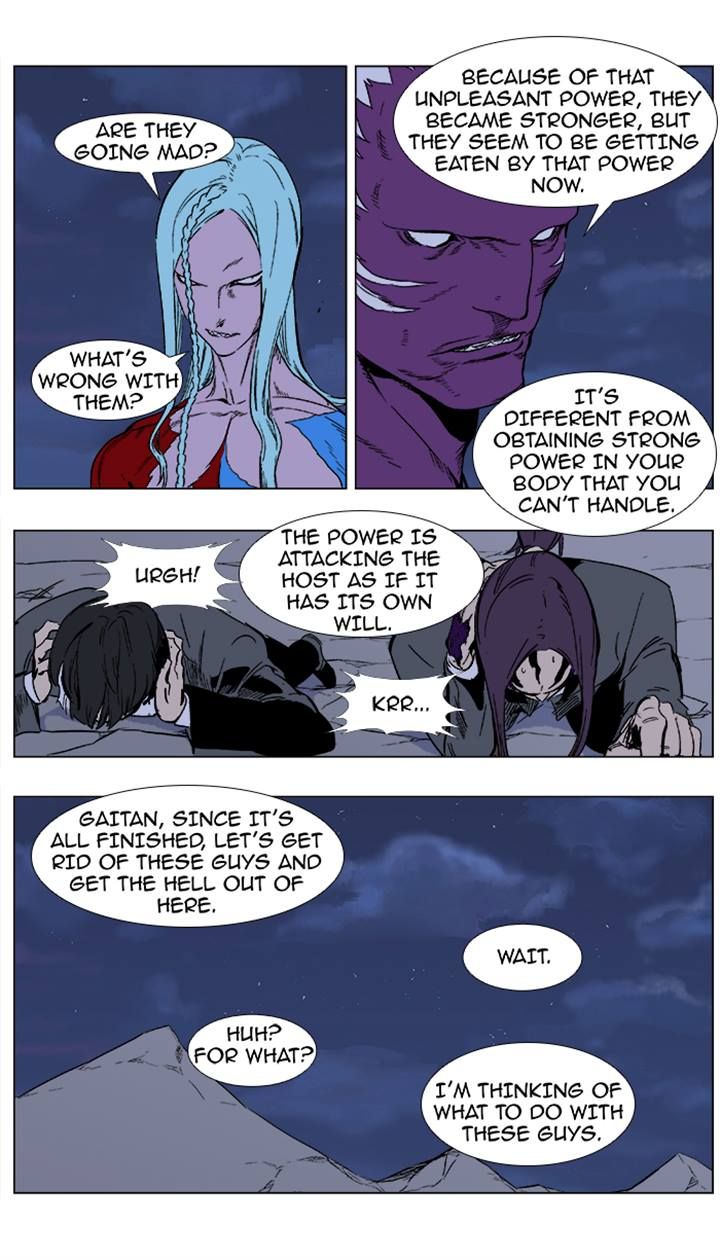 ARE THEY
GOING MAD?
WHAT'S
WRONG WITH
THEM?
BECAUSE OF THAT
UNPLEASANT POWER, THEY
BECAME STRONGER, BUT
THEY SEEM TO BE GETTING
EATEN BY THAT POWER
NOW.
IT'S
DIFFERENT FROM
OBTAINING STRONG
POWER IN YOUR
BODY THAT YOU
CAN'T HANDLE.
URGH!
THE POWER IS
ATTACKING THE
HOST AS IF IT
HAS ITS OWN
WILL.
KRR...
GAITAN, SINCE IT'S
ALL FINISHED, LET'S GET
RID OF THESE GUYS AND
GET THE HELL OUT OF
HERE.
WAIT.
HUH?
FOR WHAT?
I'M THINKING OF
WHAT TO DO WITH
THESE GUYS.